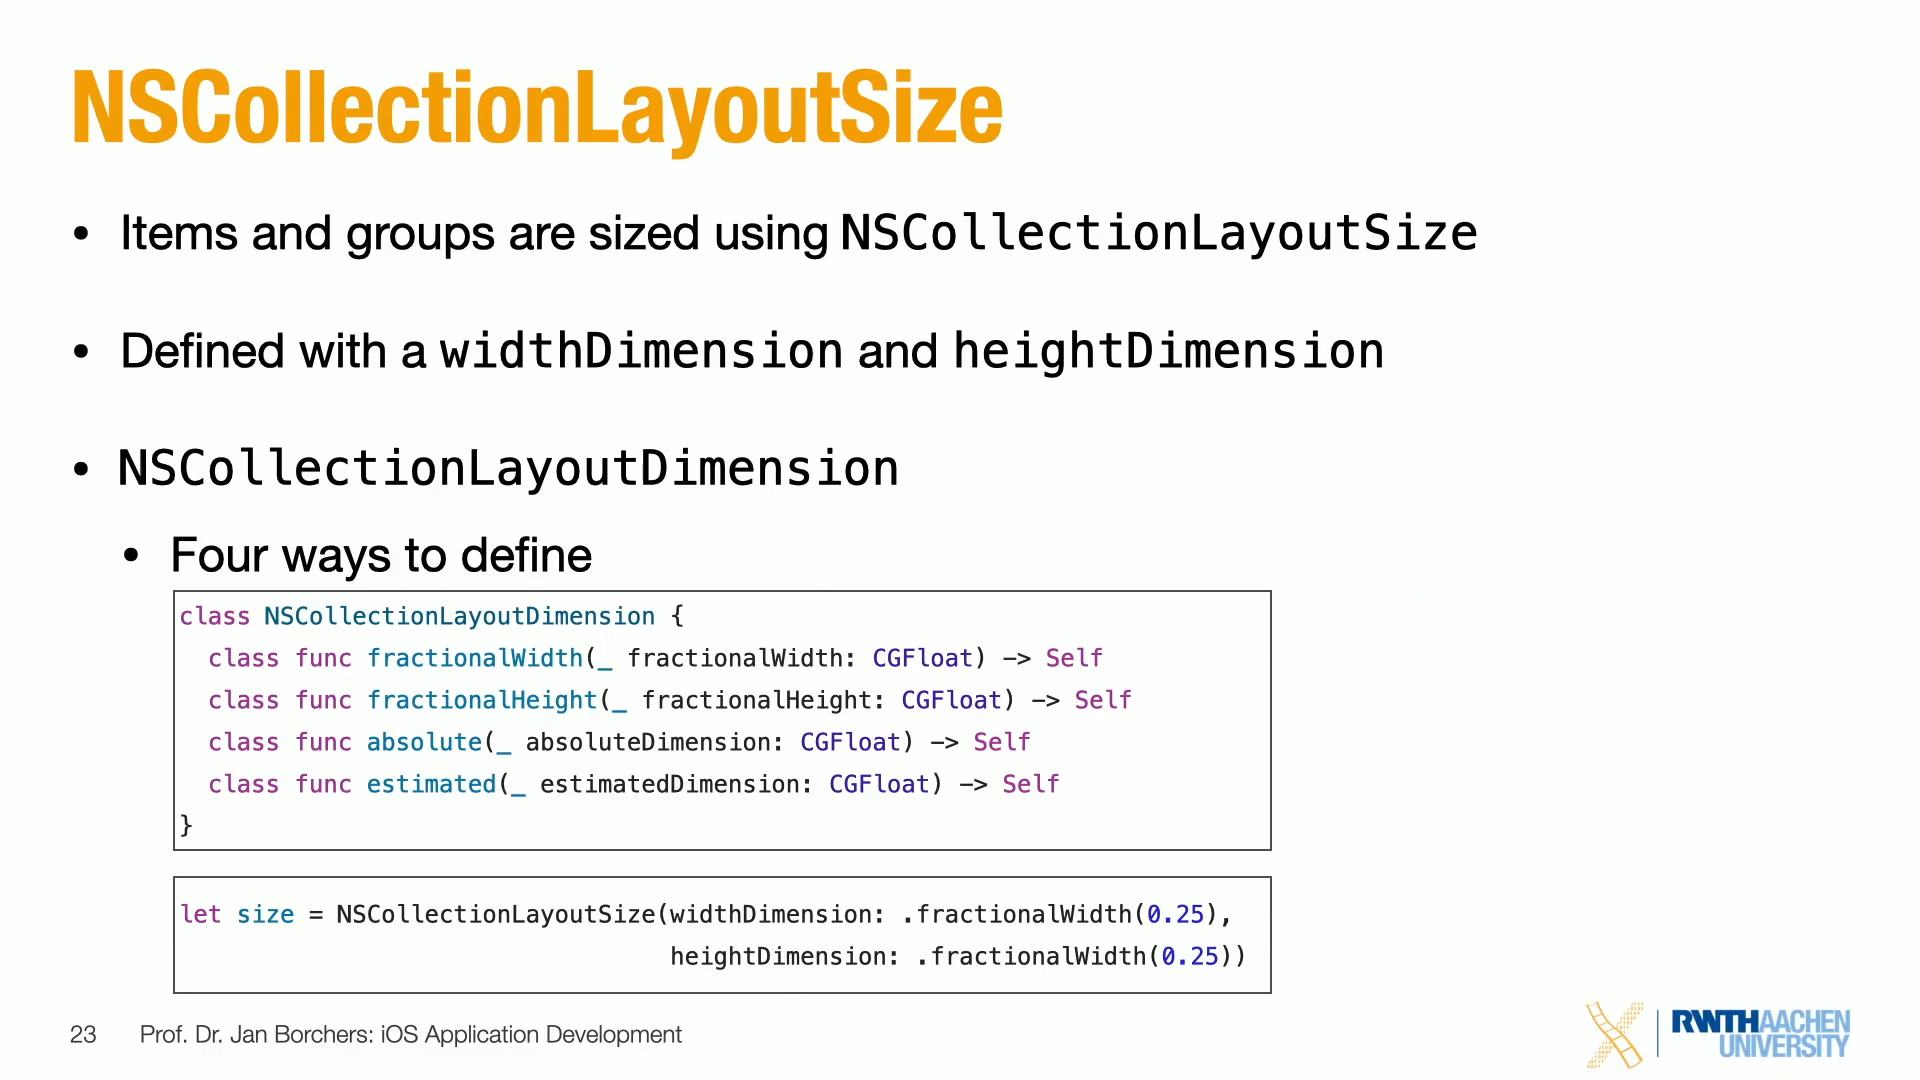 NSCollectionLayoutSize
• Items and groups are sized using NSCollectionLayoutSize
• Defined with a widthDimension and heightDimension
• NSCollectionLayoutDimension
• Four ways to define
class NSCollectionLayoutDimension {
  class func fractionalWidth(_ fractionalWidth: CGFloat) -> Self
  class func fractionalHeight(_ fractionalHeight: CGFloat) -> Self
  class func absolute(_ absoluteDimension: CGFloat) -> Self
  class func estimated(_ estimatedDimension: CGFloat) -> Self
}
let size = NSCollectionLayoutSize(widthDimension: .fractionalWidth(0.25),
                                  heightDimension: .fractionalWidth(0.25))
23 Prof. Dr. Jan Borchers: iOS Application Development
RWTHAACHEN
UNIVERSITY